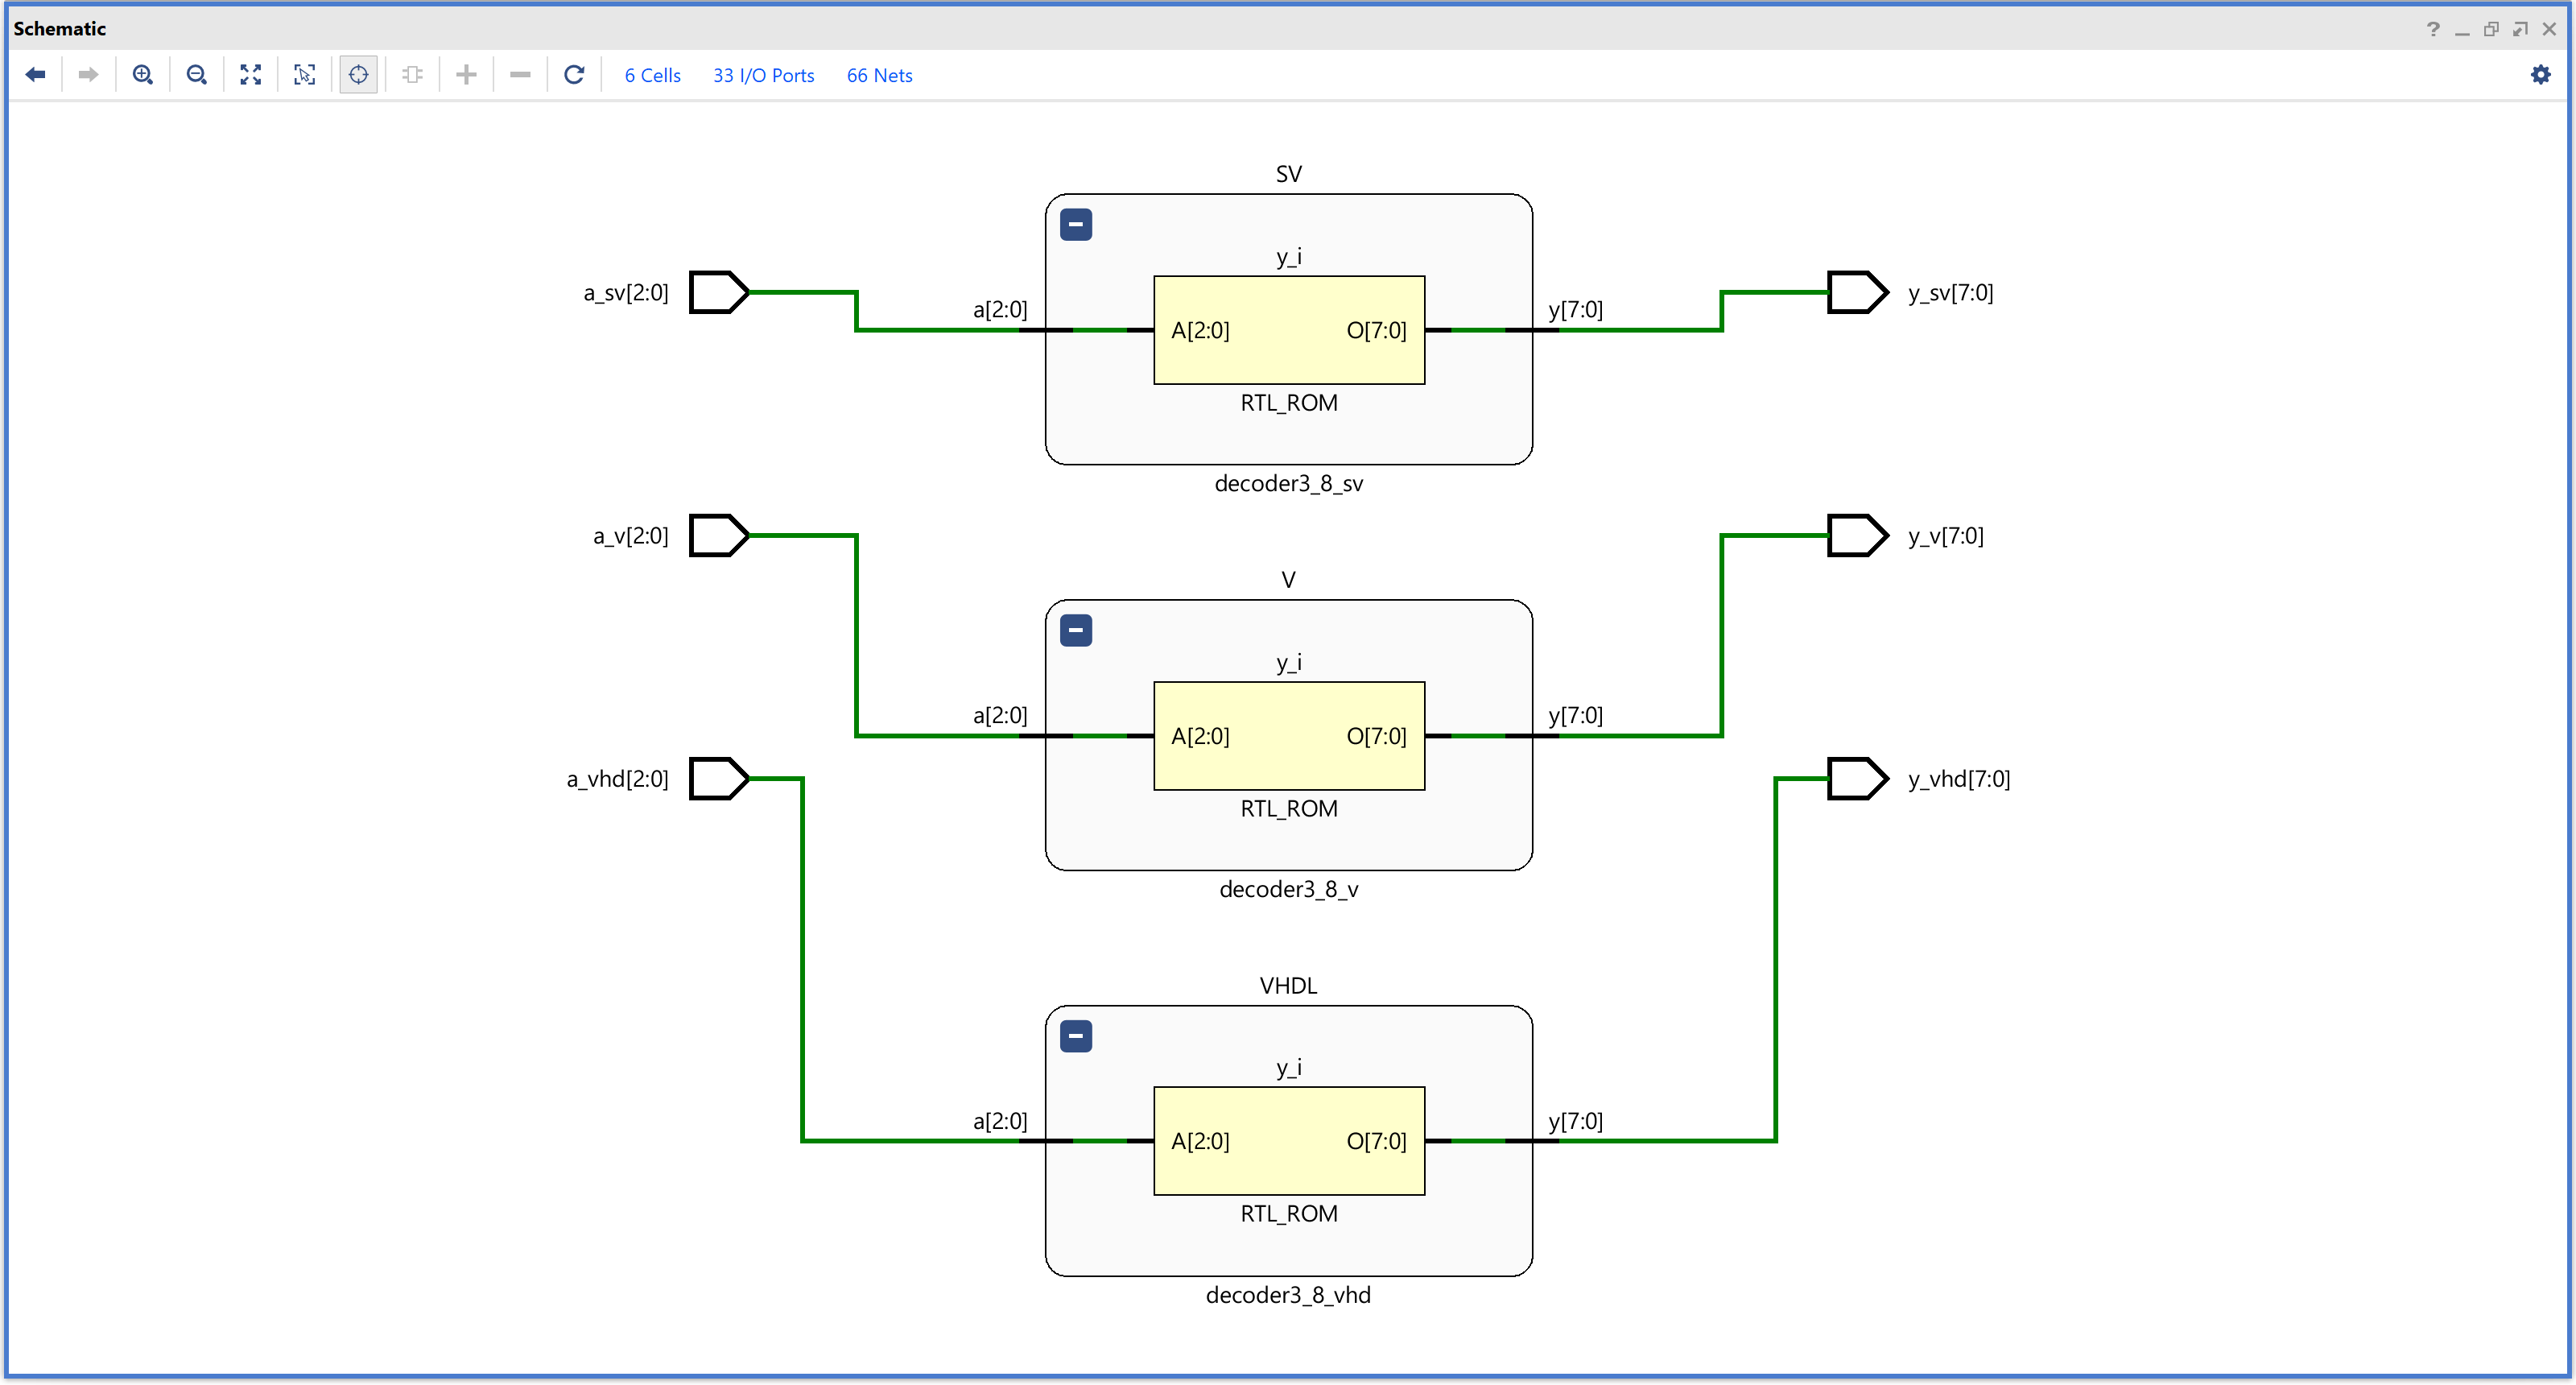 Schematic
6 Cells 33 I/O Ports 66 Nets
SV
y_i
a_sv[2:0] a[2:0] A[2:0] O[7:0] y[7:0] y_sv[7:0]
RTL_ROM
decoder3_8_sv
a_v[2:0] y_v[7:0]
V
y_i
a[2:0] A[2:0] O[7:0] y[7:0]
a_vhd[2:0] y_vhd[7:0]
RTL_ROM
decoder3_8_v
VHDL
y_i
a[2:0] A[2:0] O[7:0] y[7:0]
RTL_ROM
decoder3_8_vhd